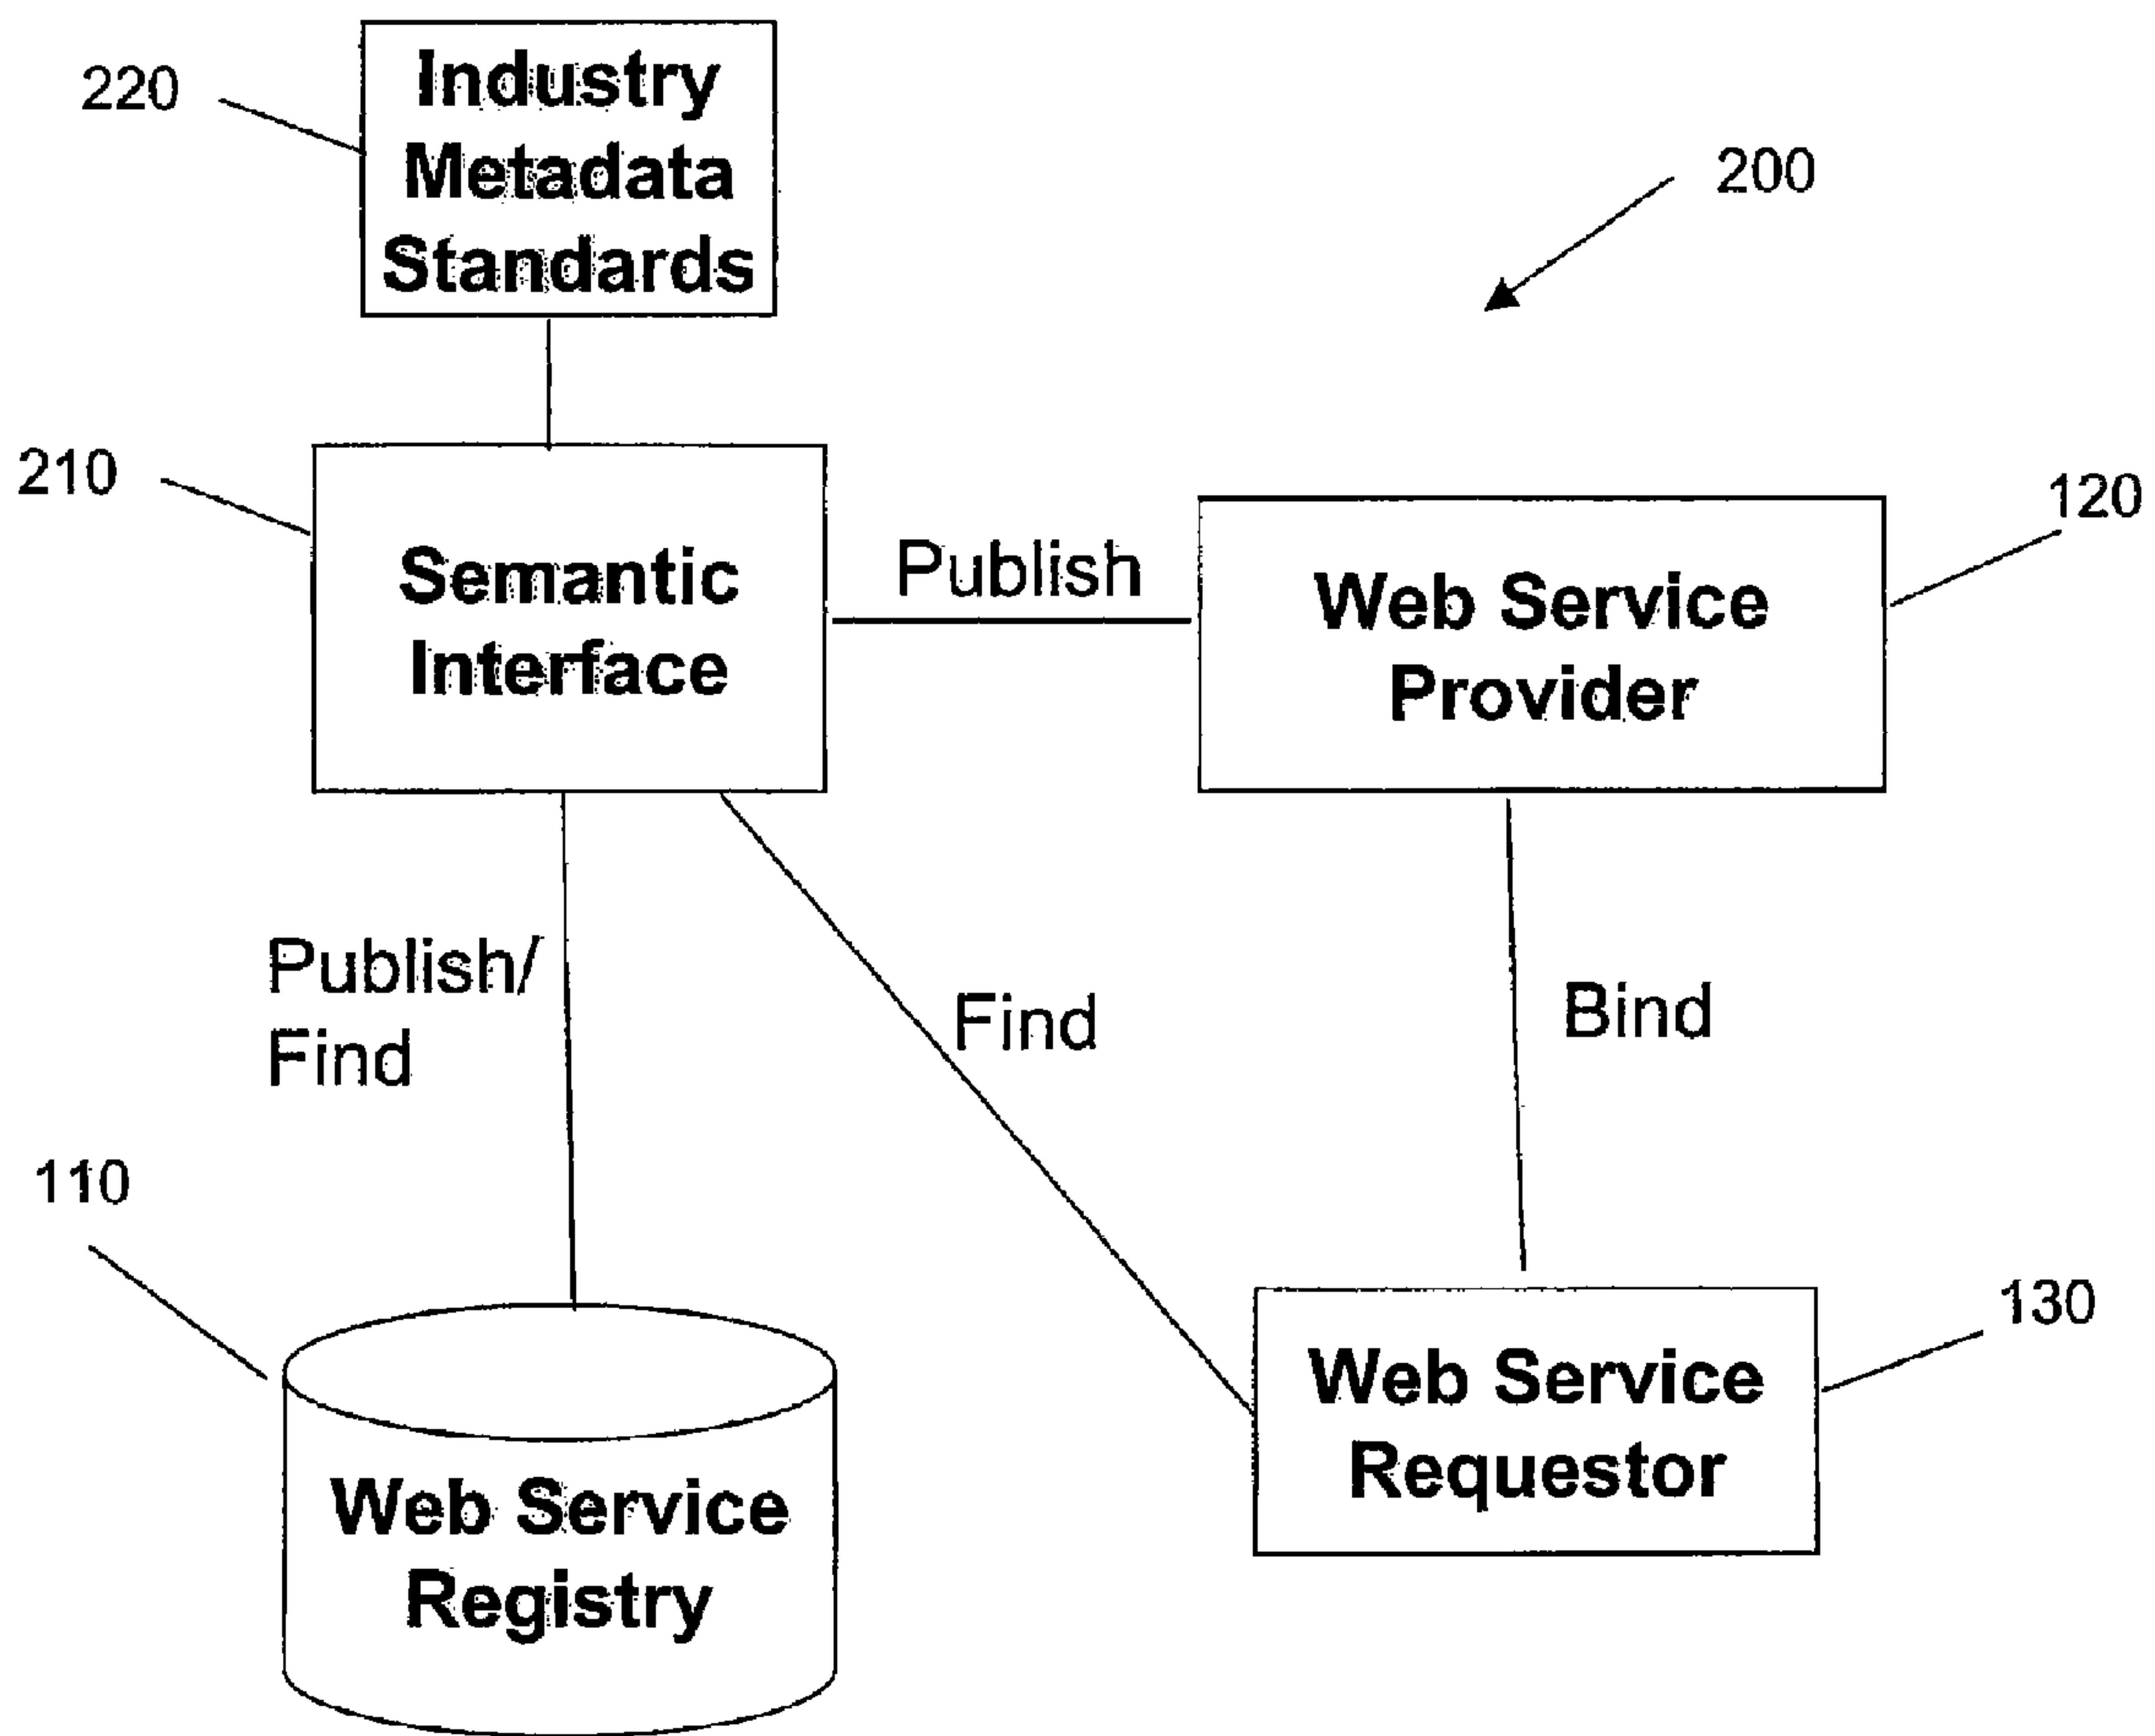 220
Industry
Metadata
Standards
200
210
Semantic
Interface
Publish
Web Service
Provider
120
Publish/
Find
Find
Bind
110
Web Service
Registry
Web Service
Requestor
130